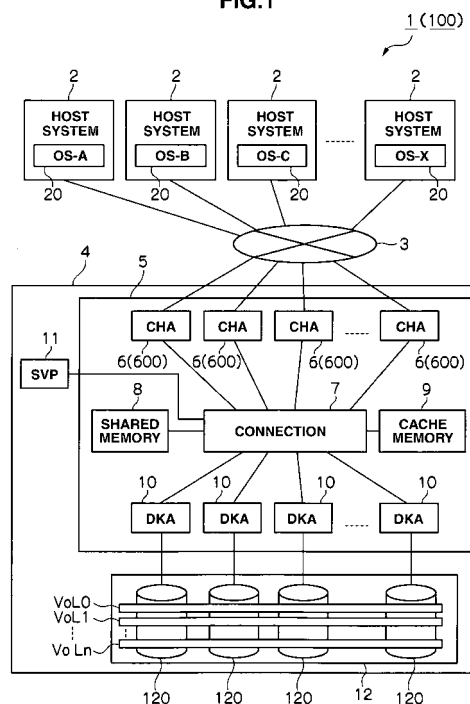 FIG.1
1 (100)
2 2 2 2
HOST SYSTEM HOST SYSTEM HOST SYSTEM HOST SYSTEM
OS-A OS-B OS-C OS-X
20 20 20 20
3
4
5
CHA CHA CHA CHA
6(600) 6(600) 6(600) 6(600)
11
SVP
8 7 9
SHARED MEMORY CONNECTION CACHE MEMORY
10 10 10 10
DKA DKA DKA DKA
VoL0
VoL1
VoLn
120 120 120 12 120